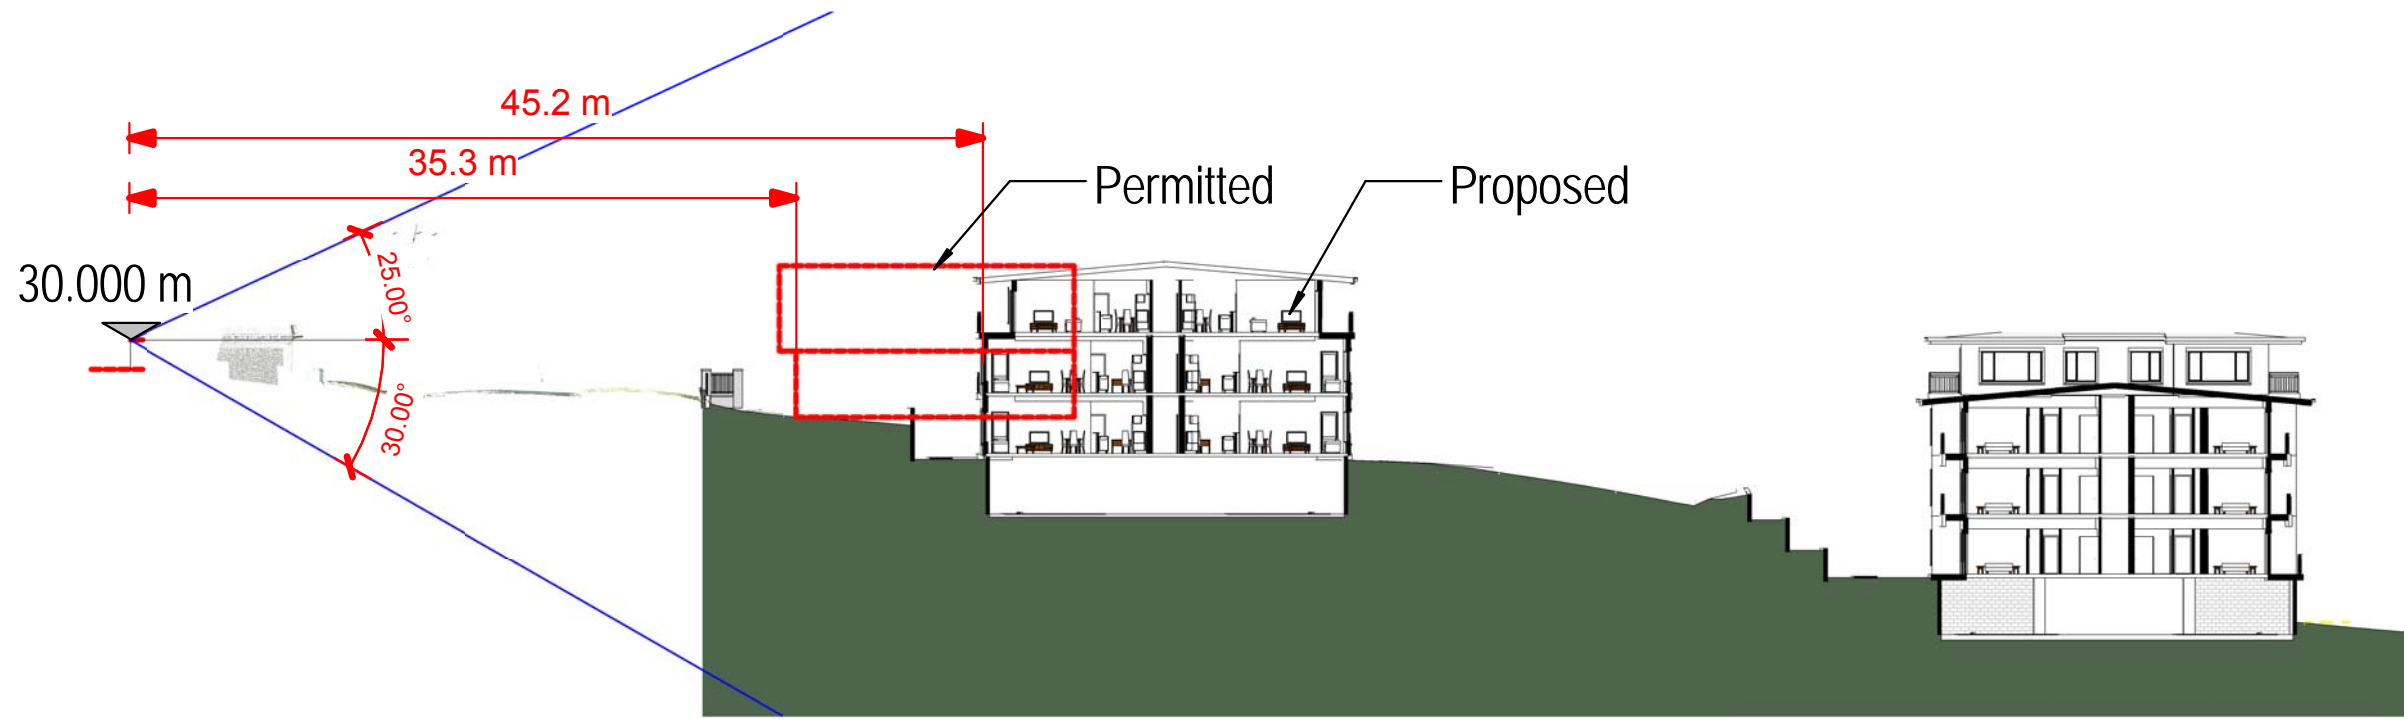 45.2 m
35.3 m
Permitted
Proposed
30.000 m
25.00°
30.00°